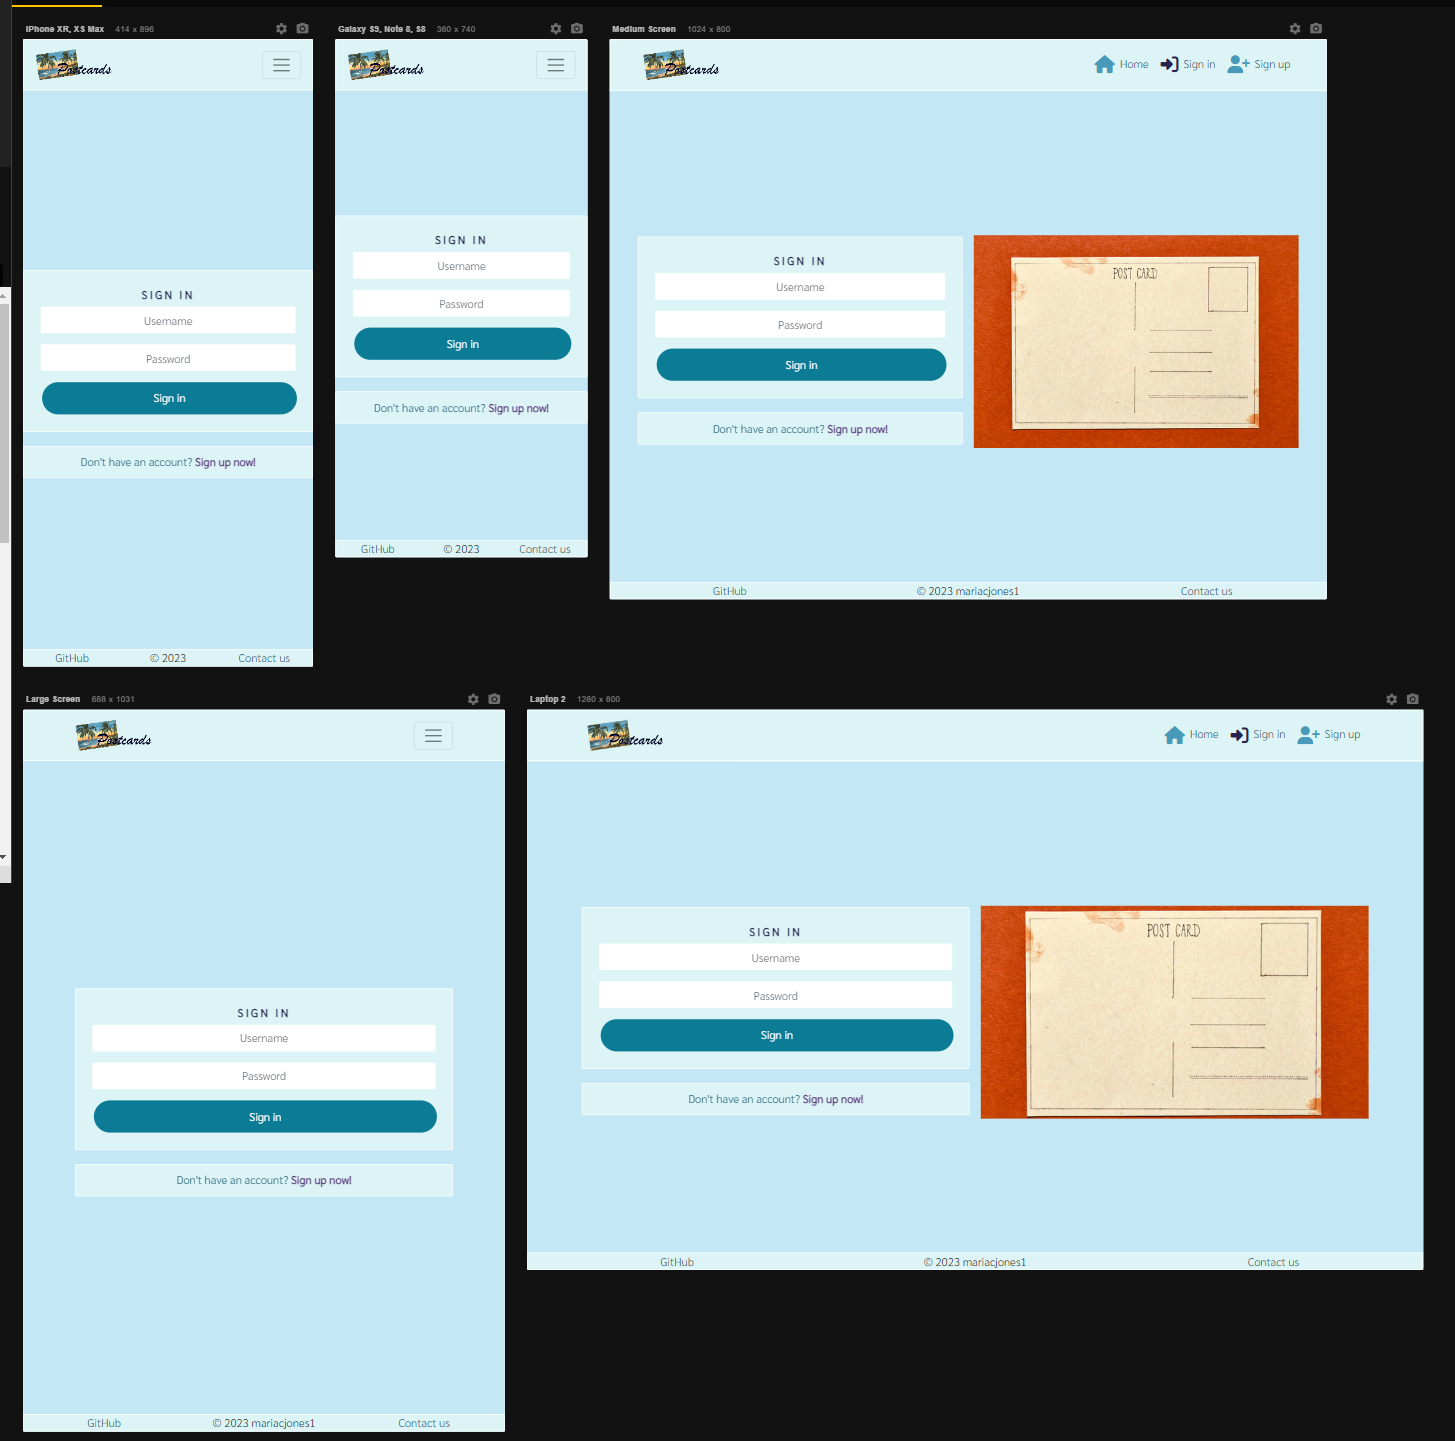 iPhone XR, XS Max 414 x 896
Postcards
SIGN IN
Username
Password
Sign in
Don't have an account? Sign up now!
GitHub © 2023 Contact us
Galaxy S9, Note 8, S8 360 x 740
Postcards
SIGN IN
Username
Password
Sign in
Don't have an account? Sign up now!
GitHub © 2023 Contact us
Medium Screen 1024 x 800
Postcards Home Sign in Sign up
SIGN IN
Username
Password
Sign in
Don't have an account? Sign up now!
POST CARD
GitHub © 2023 mariacjones1 Contact us
Large Screen 688 x 1031
Postcards
SIGN IN
Username
Password
Sign in
Don't have an account? Sign up now!
GitHub © 2023 mariacjones1 Contact us
Laptop 2 1280 x 800
Postcards Home Sign in Sign up
SIGN IN
Username
Password
Sign in
Don't have an account? Sign up now!
POST CARD
GitHub © 2023 mariacjones1 Contact us